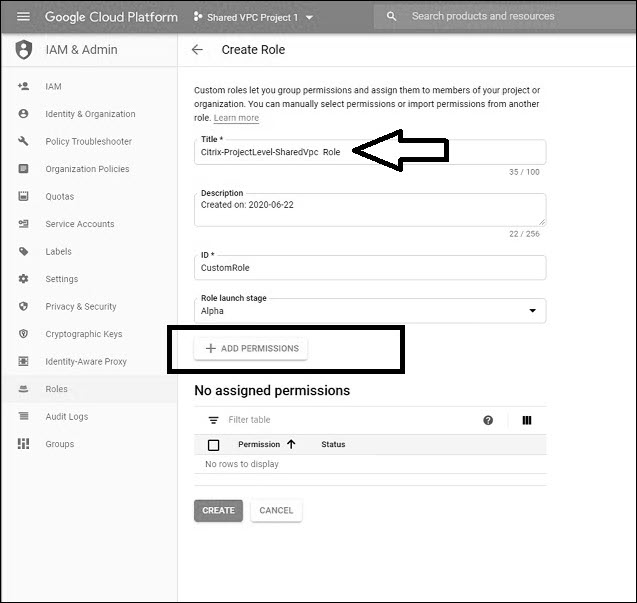 Google Cloud Platform
Shared VPC Project 1
Search products and resources
IAM & Admin
IAM
Identity & Organization
Policy Troubleshooter
Organization Policies
Quotas
Service Accounts
Labels
Settings
Privacy & Security
Cryptographic Keys
Identity-Aware Proxy
Roles
Audit Logs
Groups
Create Role
Custom roles let you group permissions and assign them to members of your project or
organization. You can manually select permissions or import permissions from another
role. Learn more
Title *
Citrix-ProjectLevel-SharedVpc Role
35 / 100
Description
Created on: 2020-06-22
22 / 256
ID *
CustomRole
Role launch stage
Alpha
ADD PERMISSIONS
No assigned permissions
Filter table
Permission Status
No rows to display
CREATE CANCEL